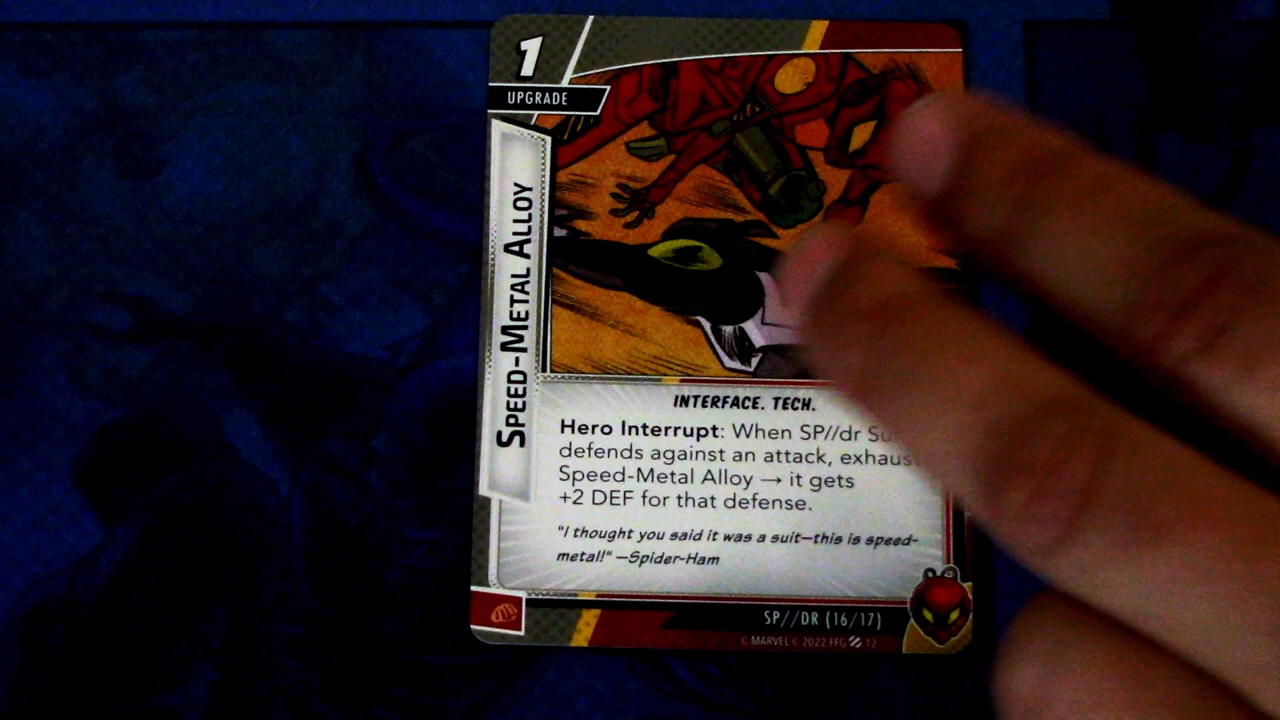 1
UPGRADE
SPEED-METAL ALLOY
INTERFACE. TECH.
Hero Interrupt: When SP//dr
defends against an attack,
Speed-Metal Alloy → it gets
+2 DEF for that defense.
"I thought you said it was a suit—this is speed-
metal!" —Spider-Ham
SP//DR (16/17)
© MARVEL © 2022 FFG 12